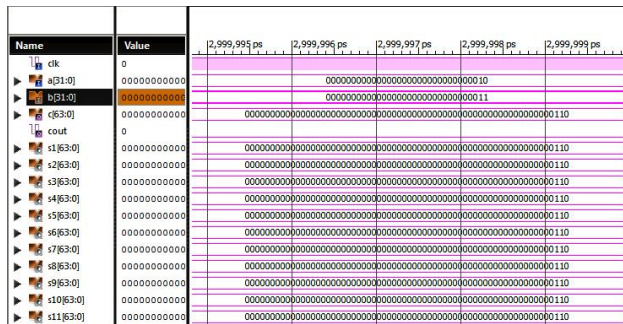 Name Value 2,999,995 ps 2,999,996 ps 2,999,997 ps 2,999,998 ps 2,999,999 ps
clk 0
a[31:0] 00000000000 00000000000000000000000000000010
b[31:0] 00000000000 00000000000000000000000000000011
c[63:0] 00000000000 0000000000000000000000000000000000000000000000000000000000000110
cout 0
s1[63:0] 00000000000 0000000000000000000000000000000000000000000000000000000000000110
s2[63:0] 00000000000 0000000000000000000000000000000000000000000000000000000000000110
s3[63:0] 00000000000 0000000000000000000000000000000000000000000000000000000000000110
s4[63:0] 00000000000 0000000000000000000000000000000000000000000000000000000000000110
s5[63:0] 00000000000 0000000000000000000000000000000000000000000000000000000000000110
s6[63:0] 00000000000 0000000000000000000000000000000000000000000000000000000000000110
s7[63:0] 00000000000 0000000000000000000000000000000000000000000000000000000000000110
s8[63:0] 00000000000 0000000000000000000000000000000000000000000000000000000000000110
s9[63:0] 00000000000 0000000000000000000000000000000000000000000000000000000000000110
s10[63:0] 00000000000 0000000000000000000000000000000000000000000000000000000000000110
s11[63:0] 00000000000 0000000000000000000000000000000000000000000000000000000000000110